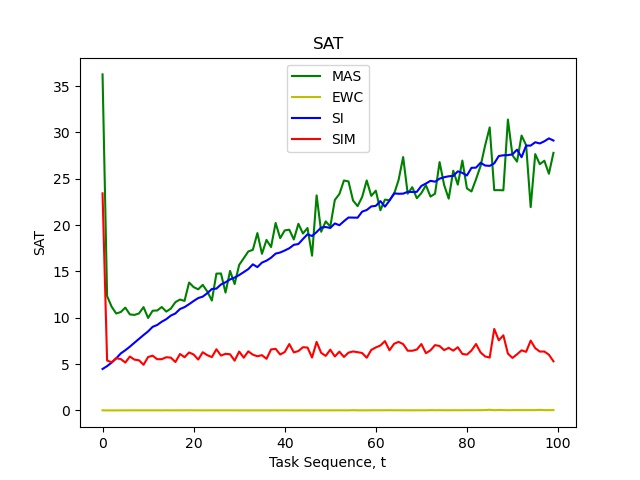 SAT
MAS
EWC
SI
SIM
SAT
35
30
25
20
15
10
5
0
0 20 40 60 80 100
Task Sequence, t